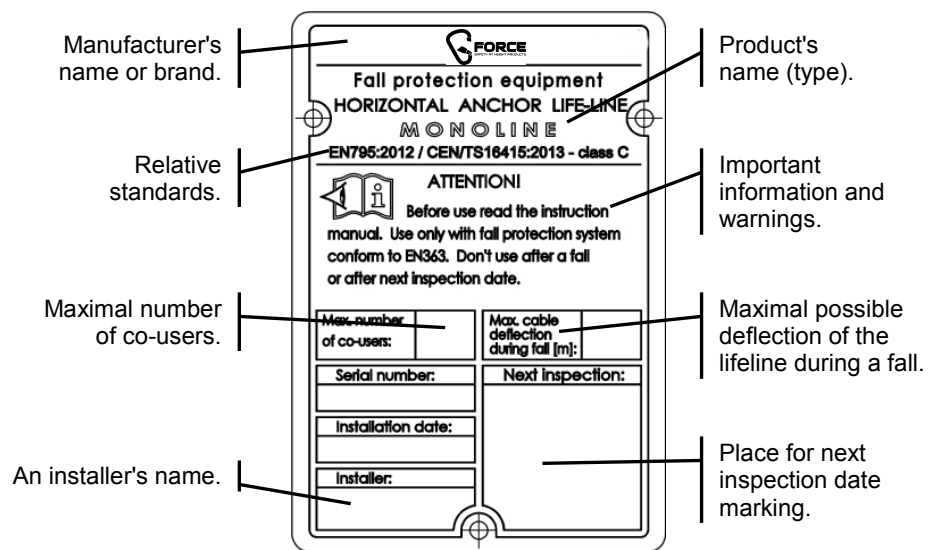 Manufacturer's
name or brand.
FORCE
SAFETY AT HEIGHT PRODUCTS
Product's
name (type).
Fall protection equipment
HORIZONTAL ANCHOR LIFE-LINE
MONOLINE
EN795:2012 / CEN/TS16415:2013 - class C
Relative
standards.
ATTENTION!
Before use read the instruction
manual. Use only with fall protection system
conform to EN363. Don't use after a fall
or after next inspection date.
Important
information and
warnings.
Maximal number
of co-users.
Max. number
of co-users:
Max. cable
deflection
during fall [m]:
Maximal possible
deflection of the
lifeline during a fall.
Serial number:
Next inspection:
Installation date:
Installer:
An installer's name.
Place for next
inspection date
marking.